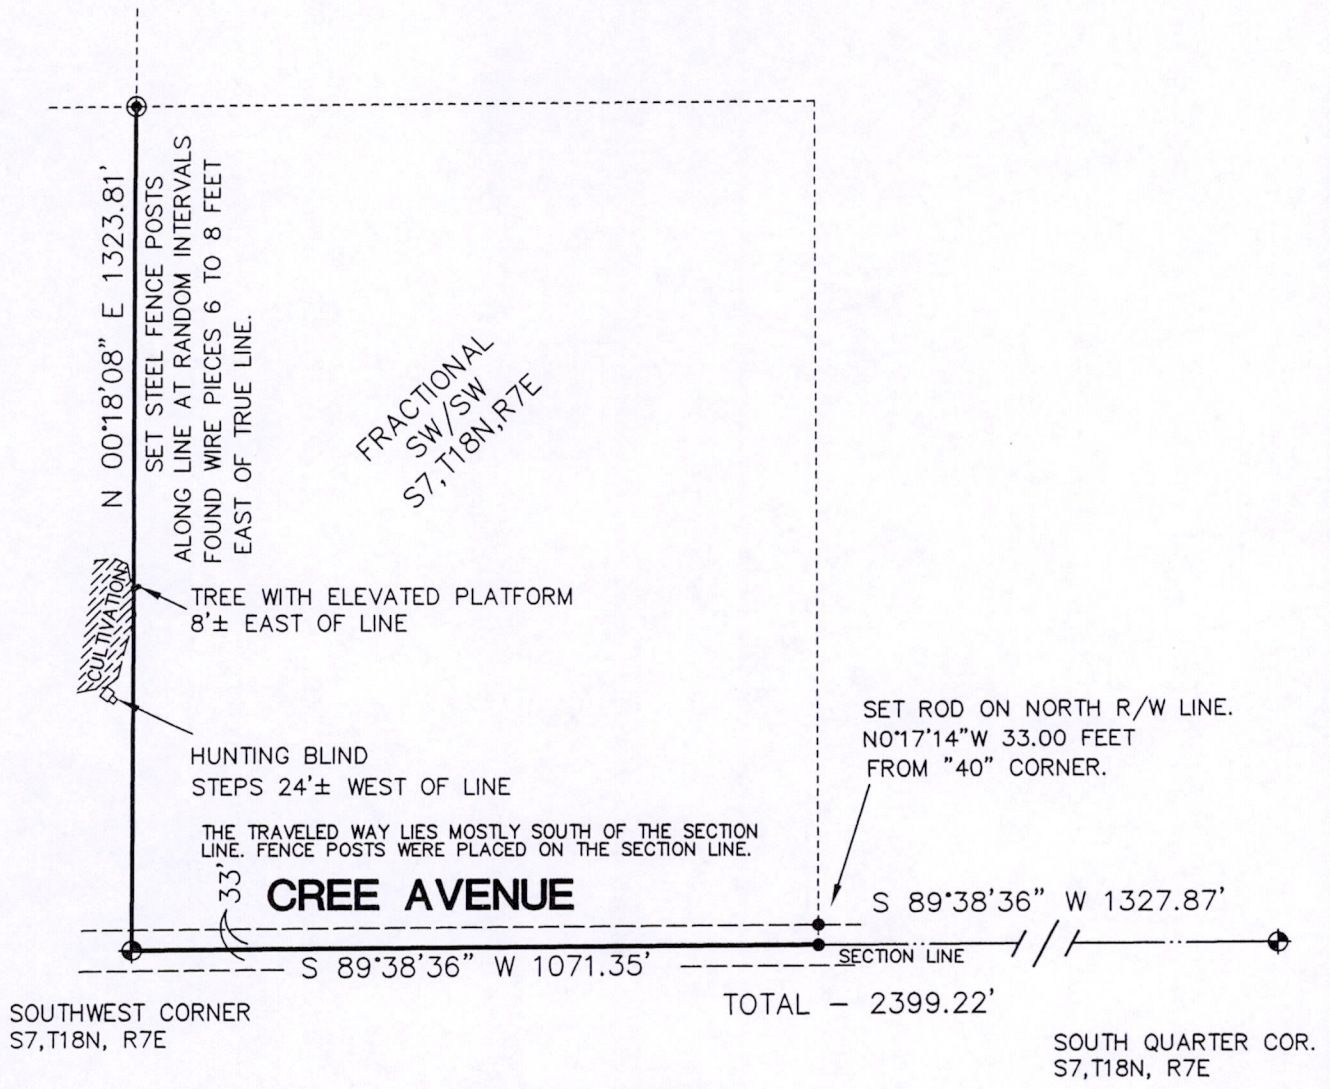 N 00°18'08" E 1323.81'
SET STEEL FENCE POSTS
ALONG LINE AT RANDOM INTERVALS
FOUND WIRE PIECES 6 TO 8 FEET
EAST OF TRUE LINE.
FRACTIONAL
SW/SW
S7,T18N,R7E
CULTIVATION
TREE WITH ELEVATED PLATFORM
8'± EAST OF LINE
HUNTING BLIND
STEPS 24'± WEST OF LINE
SET ROD ON NORTH R/W LINE.
N0°17'14"W 33.00 FEET
FROM "40" CORNER.
THE TRAVELED WAY LIES MOSTLY SOUTH OF THE SECTION
LINE. FENCE POSTS WERE PLACED ON THE SECTION LINE.
33'
CREE AVENUE
S 89°38'36" W 1327.87'
SECTION LINE
S 89°38'36" W 1071.35'
TOTAL - 2399.22'
SOUTHWEST CORNER
S7,T18N, R7E
SOUTH QUARTER COR.
S7,T18N, R7E